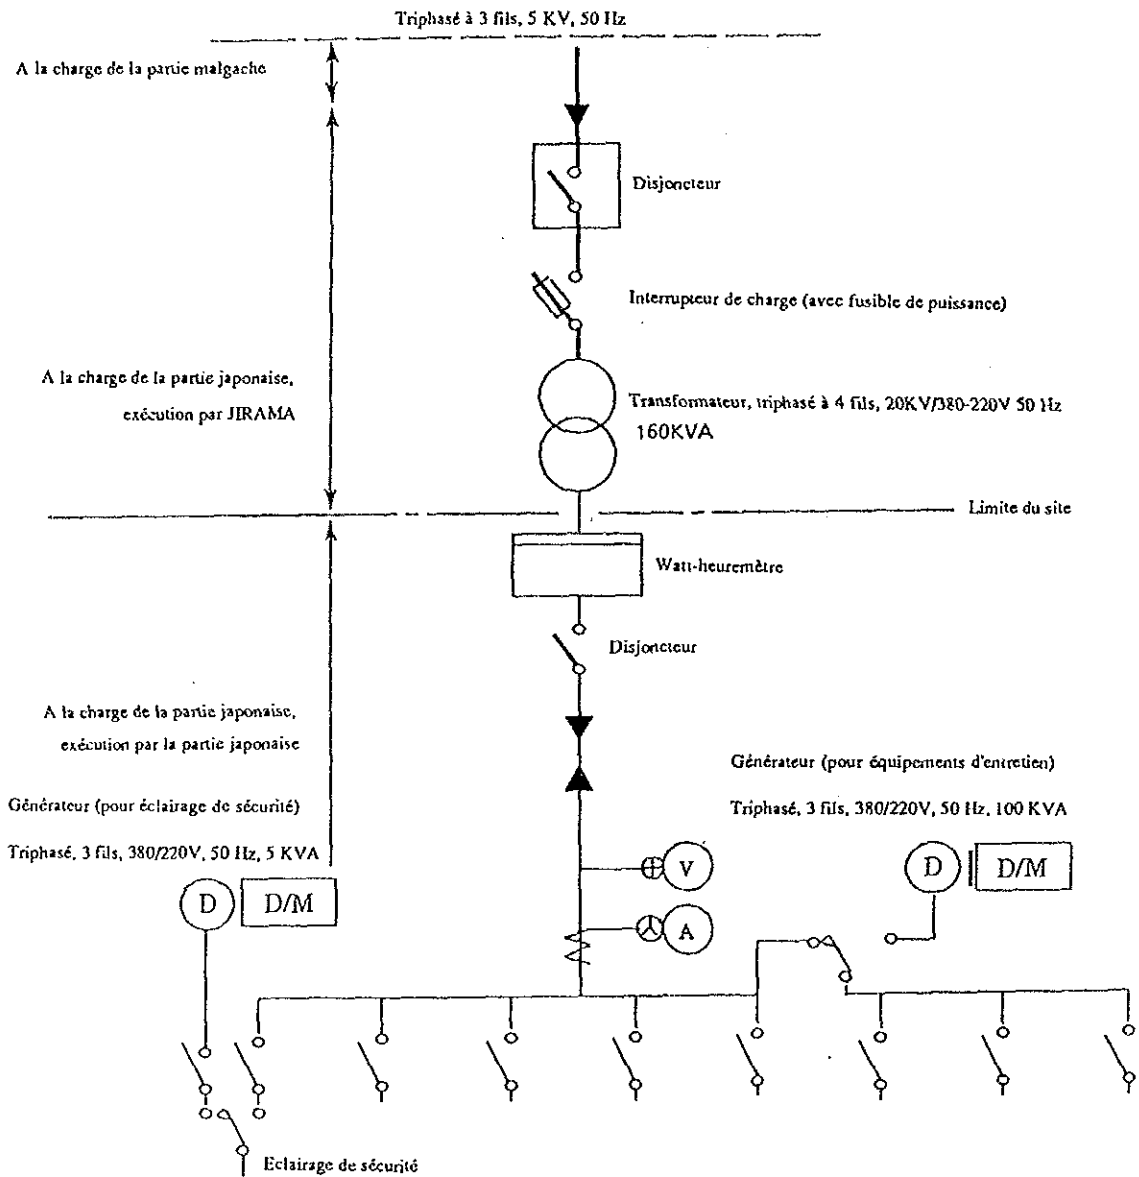 Triphasé à 3 fils, 5 KV, 50 Hz
A la charge de la partie malgache
Disjoncteur
Interrupteur de charge (avec fusible de puissance)
A la charge de la partie japonaise,
exécution par JIRAMA
Transformateur, triphasé à 4 fils, 20KV/380-220V 50 Hz
160KVA
Limite du site
Watt-heuremètre
Disjoncteur
A la charge de la partie japonaise,
exécution par la partie japonaise
Générateur (pour équipements d'entretien)
Triphasé, 3 fils, 380/220V, 50 Hz, 100 KVA
Générateur (pour éclairage de sécurité)
Triphasé, 3 fils, 380/220V, 50 Hz, 5 KVA
V
D
D/M
D
D/M
A
Eclairage de sécurité